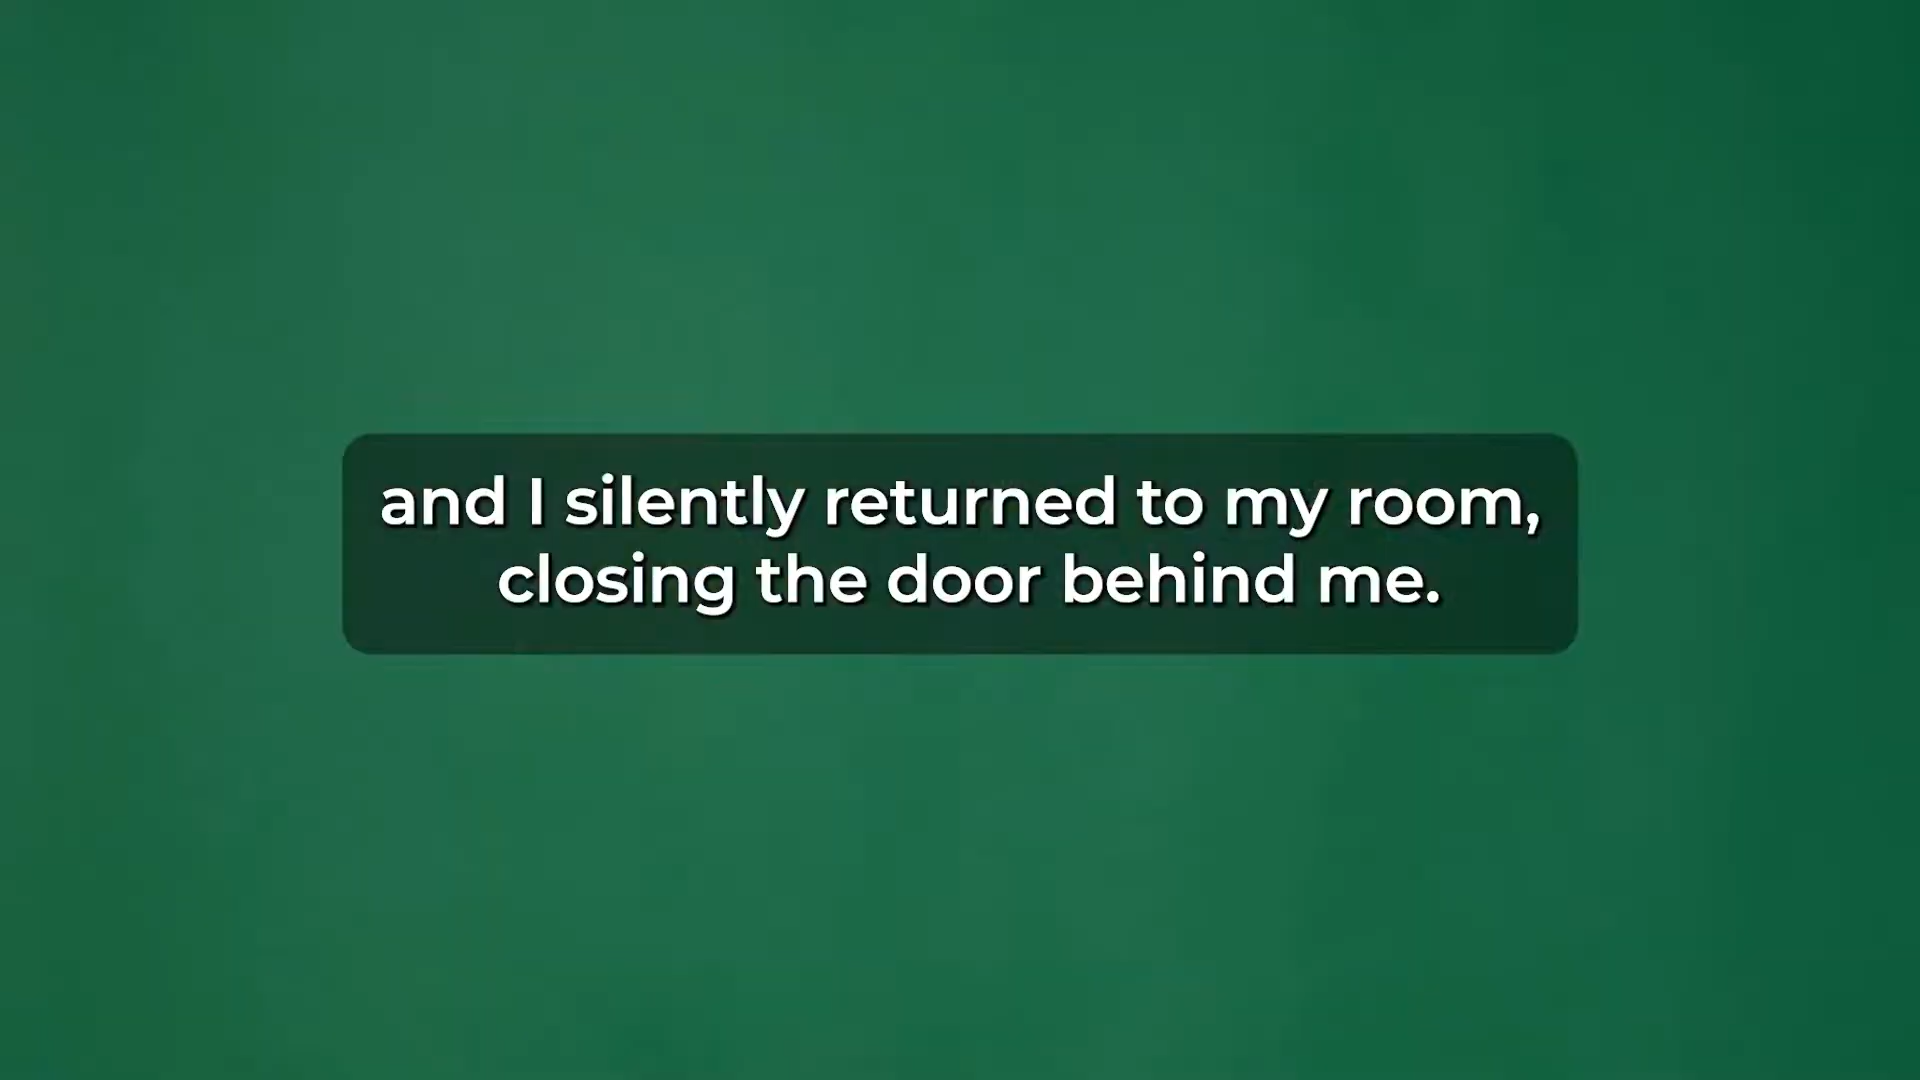 and I silently returned to my room,
closing the door behind me.